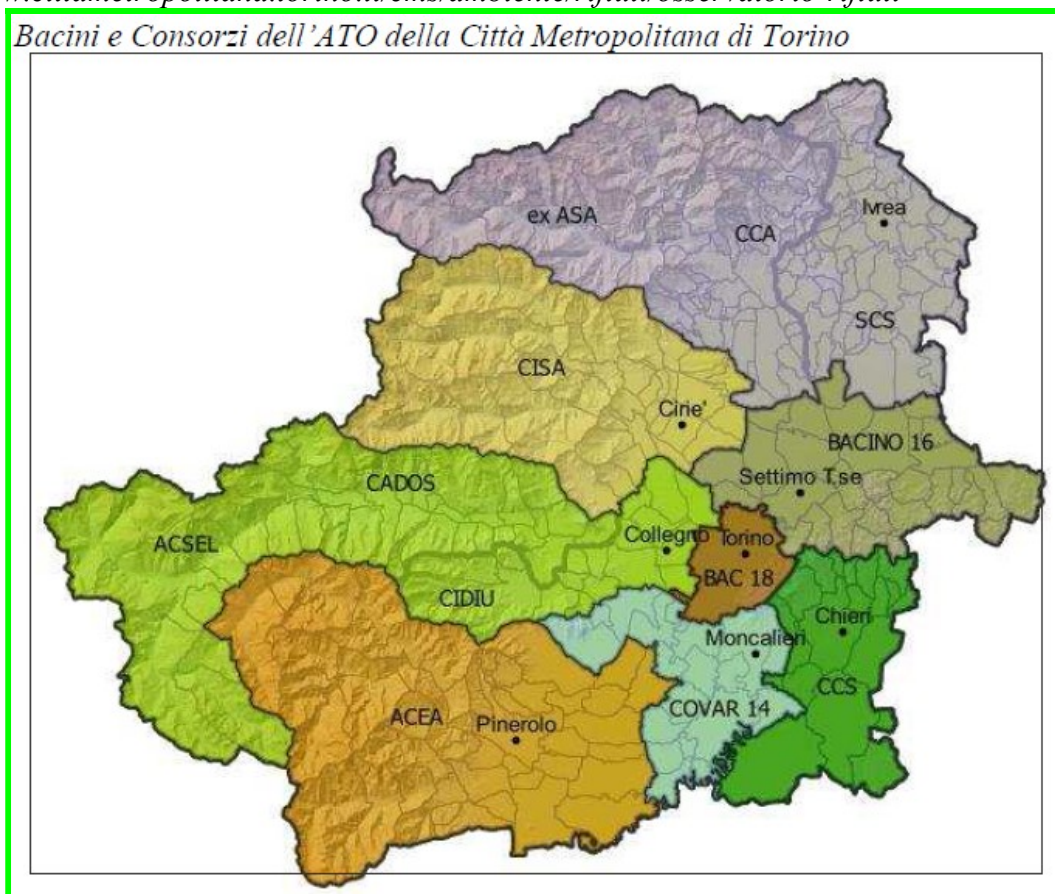 Bacini e Consorzi dell'ATO della Città Metropolitana di Torino
ex ASA
CCA
Ivrea
SCS
CISA
Cirie'
BACINO 16
Settimo T.se
CADOS
ACSEL
Collegno
Torino
BAC 18
CIDIU
Chieri
Moncalieri
CCS
COVAR 14
ACEA
Pinerolo